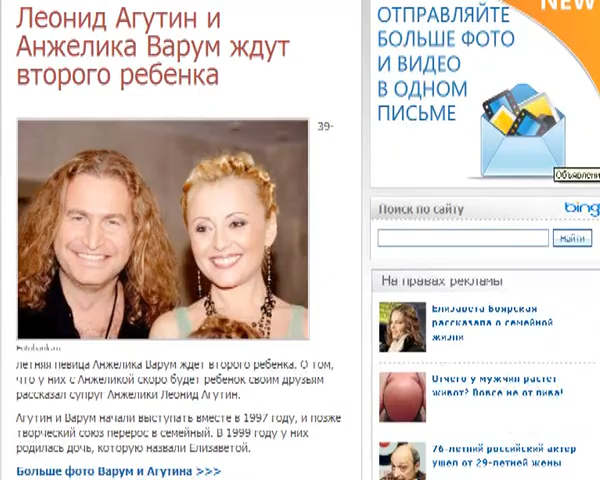 Леонид Агутин и
Анжелика Варум ждут
второго ребенка
39-
летняя певица Анжелика Варум ждет второго ребенка. О том,
что у них с Анжеликой скоро будет ребенок своим друзьям
рассказал супруг Анжелики Леонид Агутин.
Агутин и Варум начали выступать вместе в 1997 году, и позже
творческий союз перерос в семейный. В 1999 году у них
родилась дочь, которую назвали Елизаветой.
Больше фото Варум и Агутина >>>
NEW
ОТПРАВЛЯЙТЕ
БОЛЬШЕ ФОТО
И ВИДЕО
В ОДНОМ
ПИСЬМЕ
Объявлени
Поиск по сайту
bing
Найти
На правах рекламы
Елизавета Боярская
рассказала о семейной
жизни
Отчего у мужчин растет
живот? Вовсе не от пива!
76-летний российский актер
ушел от 29-летней жены